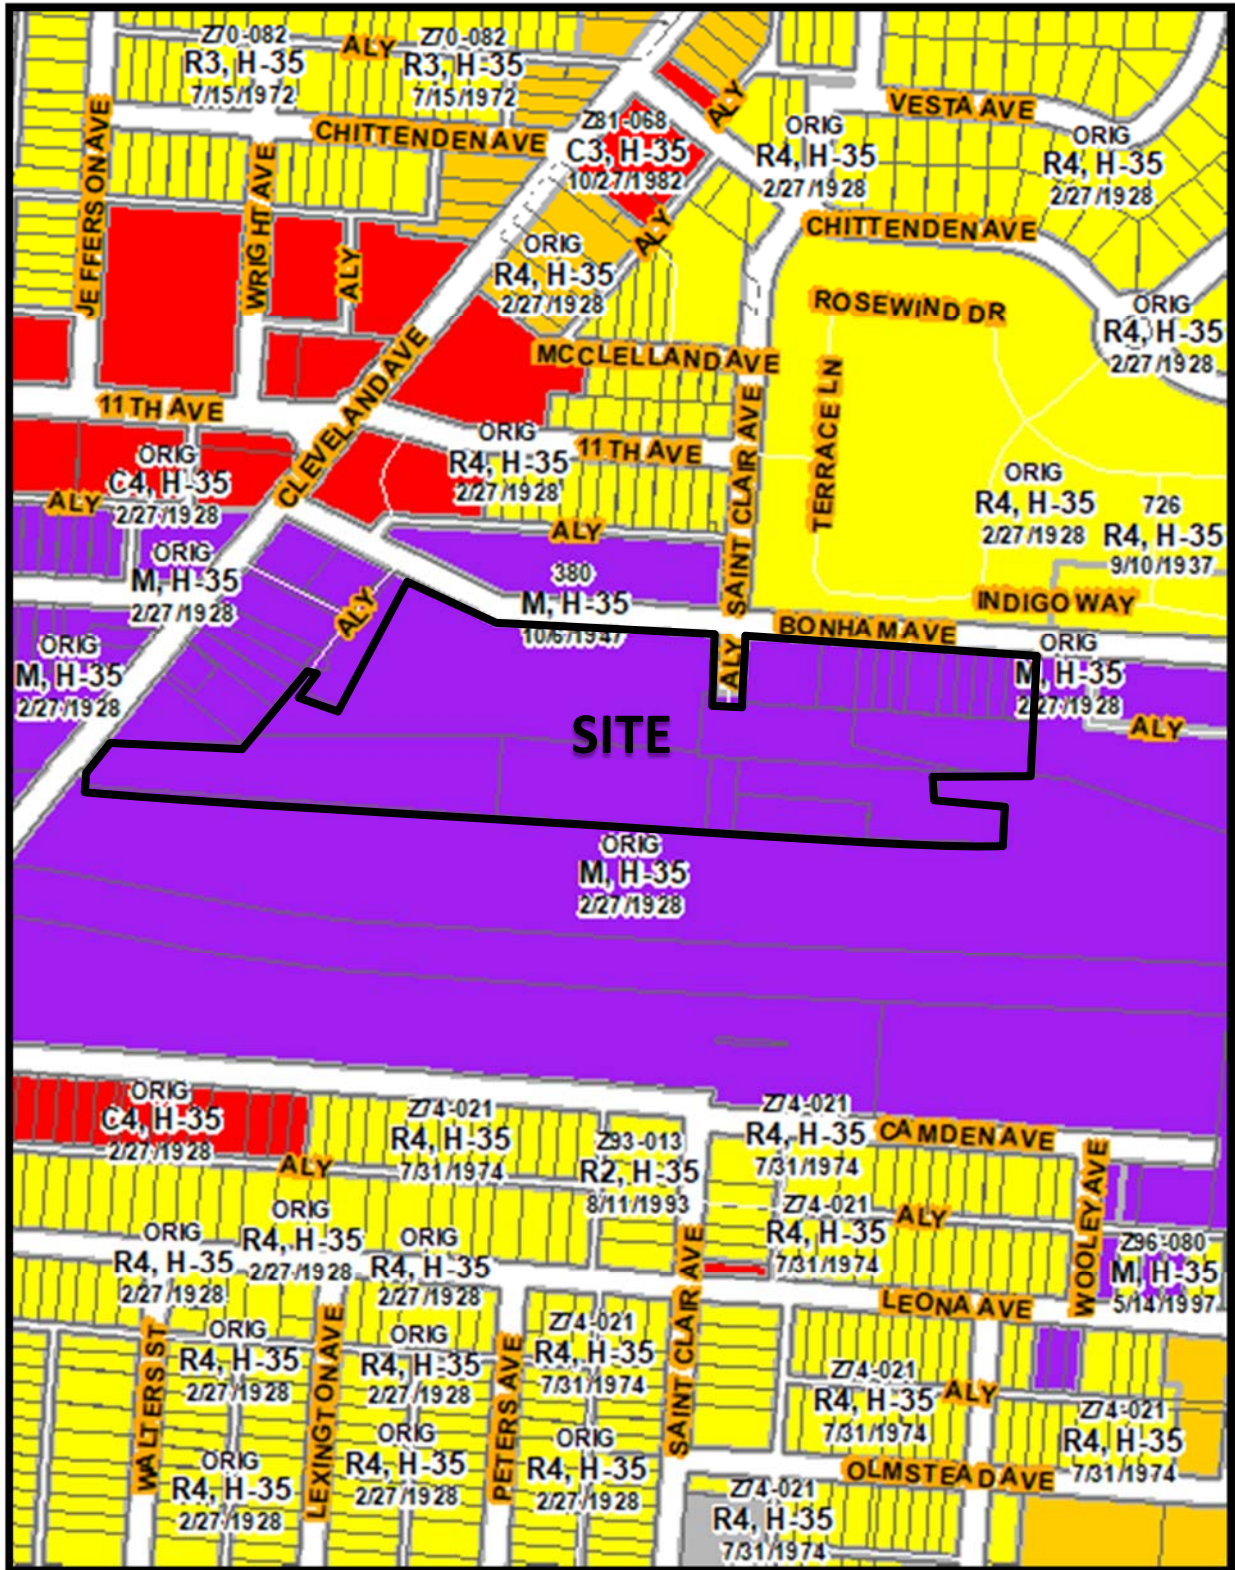 Z70-082
R3, H-35
7/15/1972
ALY
Z70-082
R3, H-35
7/15/1972
JEFFERSON AVE
CHITTENDEN AVE
WRIGHT AVE
ALY
Z81-068
C3, H-35
10/27/1982
ALY
ALY
VESTA AVE
ORIG
R4, H-35
2/27/1928
ORIG
R4, H-35
2/27/1928
CHITTENDEN AVE
ORIG
R4, H-35
2/27/1928
ROSEWIND DR
ORIG
R4, H-35
2/27/1928
MCCLELLAND AVE
TERRACE LN
CLEVELAND AVE
11TH AVE
ORIG
R4, H-35
2/27/1928
11TH AVE
SAINT CLAIR AVE
ORIG
C4, H-35
2/27/1928
ALY
ORIG
R4, H-35
2/27/1928
726
R4, H-35
9/10/1937
ALY
ORIG
M, H-35
2/27/1928
380
M, H-35
10/6/1947
ALY
INDIGO WAY
BONHAM AVE
ORIG
M, H-35
2/27/1928
ORIG
M, H-35
2/27/1928
ALY
ALY
SITE
ORIG
M, H-35
2/27/1928
ORIG
C4, H-35
2/27/1928
Z74-021
R4, H-35
7/31/1974
Z74-021
R4, H-35
7/31/1974
CAMDEN AVE
Z93-013
R2, H-35
8/11/1993
ALY
WOOLEY AVE
Z74-021
R4, H-35
7/31/1974
ALY
ORIG
R4, H-35
2/27/1928
ORIG
R4, H-35
2/27/1928
ORIG
R4, H-35
2/27/1928
Z96-080
M, H-35
5/14/1997
LEONA AVE
WALTERS ST
ORIG
R4, H-35
2/27/1928
LEXINGTON AVE
ORIG
R4, H-35
2/27/1928
PETERS AVE
Z74-021
R4, H-35
7/31/1974
SAINT CLAIR AVE
Z74-021
R4, H-35
7/31/1974
ALY
Z74-021
R4, H-35
7/31/1974
ORIG
R4, H-35
2/27/1928
ORIG
R4, H-35
2/27/1928
ORIG
R4, H-35
2/27/1928
OLMSTEAD AVE
Z74-021
R4, H-35
7/31/1974